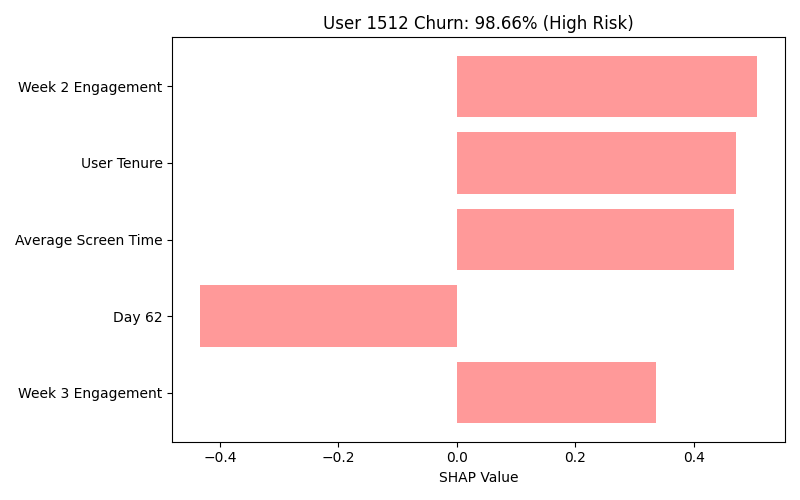 User 1512 Churn: 98.66% (High Risk)
Week 2 Engagement
User Tenure
Average Screen Time
Day 62
Week 3 Engagement
−0.4 −0.2 0.0 0.2 0.4
SHAP Value